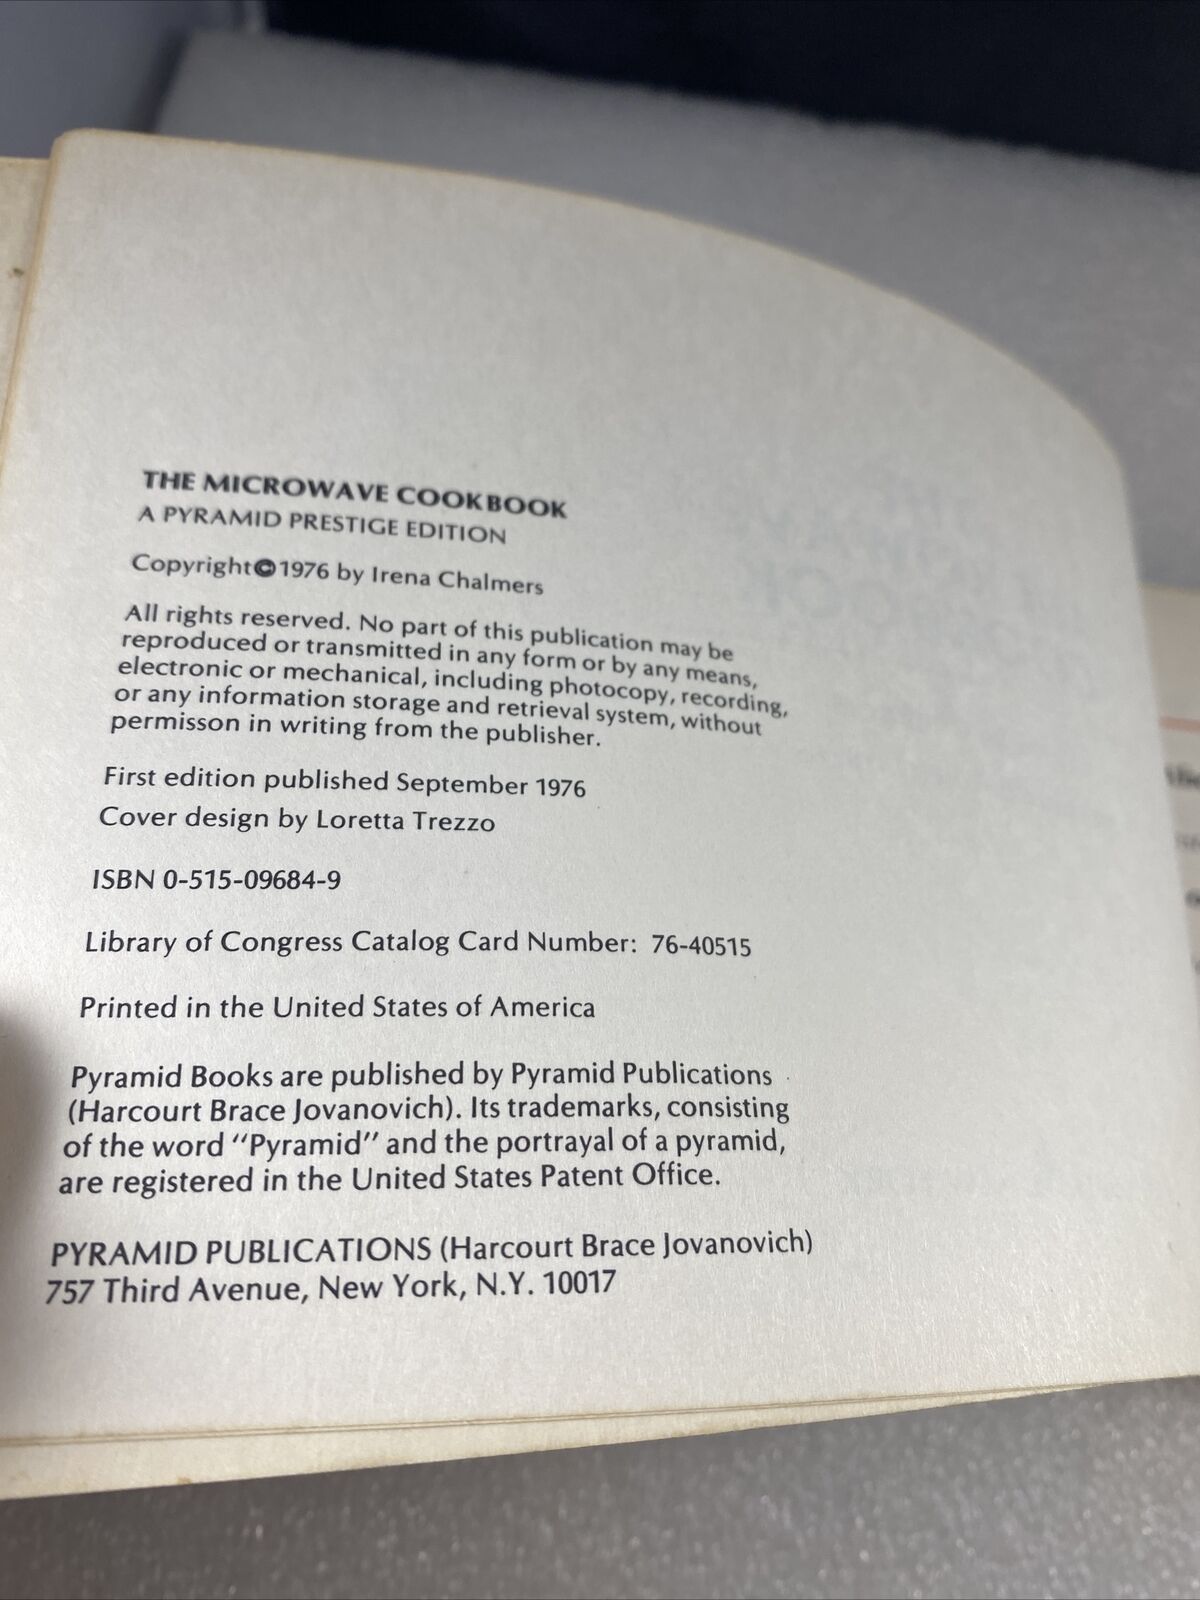 THE MICROWAVE COOKBOOK
A PYRAMID PRESTIGE EDITION
Copyright©1976 by Irena Chalmers
All rights reserved. No part of this publication may be
reproduced or transmitted in any form or by any means,
electronic or mechanical, including photocopy, recording,
or any information storage and retrieval system, without
permisson in writing from the publisher.
First edition published September 1976
Cover design by Loretta Trezzo
ISBN 0-515-09684-9
Library of Congress Catalog Card Number: 76-40515
Printed in the United States of America
Pyramid Books are published by Pyramid Publications
(Harcourt Brace Jovanovich). Its trademarks, consisting
of the word "Pyramid" and the portrayal of a pyramid,
are registered in the United States Patent Office.
PYRAMID PUBLICATIONS (Harcourt Brace Jovanovich)
757 Third Avenue, New York, N.Y. 10017